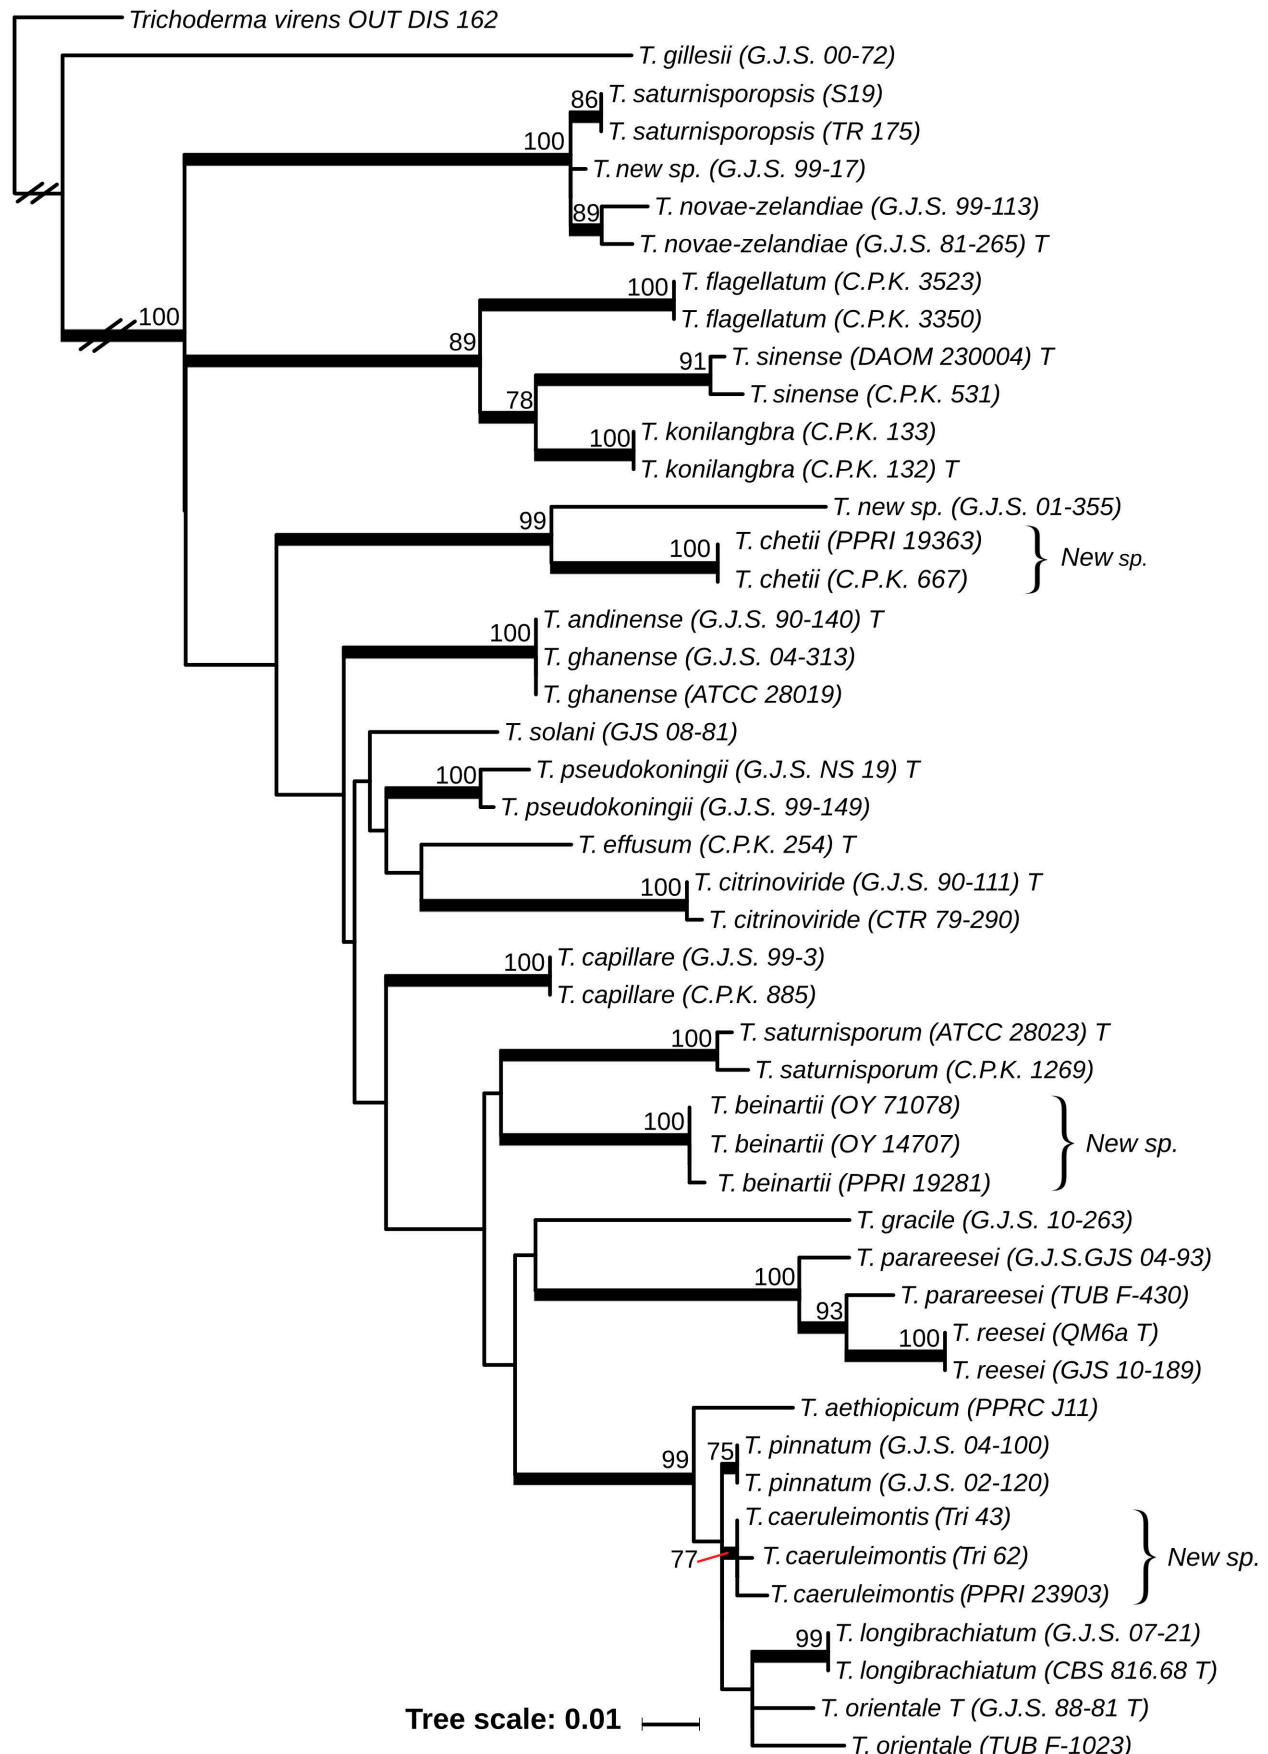 Trichoderma virens OUT DIS 162
T. gillesii (G.J.S. 00-72)
86 T. saturnisporopsis (S19)
T. saturnisporopsis (TR 175)
100
T. new sp. (G.J.S. 99-17)
89 T. novae-zelandiae (G.J.S. 99-113)
T. novae-zelandiae (G.J.S. 81-265) T
100 T. flagellatum (C.P.K. 3523)
T. flagellatum (C.P.K. 3350)
100
89
91 T. sinense (DAOM 230004) T
T. sinense (C.P.K. 531)
78
100 T. konilangbra (C.P.K. 133)
T. konilangbra (C.P.K. 132) T
T. new sp. (G.J.S. 01-355)
99
100 T. chetii (PPRI 19363)
New sp.
T. chetii (C.P.K. 667)
T. andinense (G.J.S. 90-140) T
100
T. ghanense (G.J.S. 04-313)
T. ghanense (ATCC 28019)
T. solani (GJS 08-81)
100 T. pseudokoningii (G.J.S. NS 19) T
T. pseudokoningii (G.J.S. 99-149)
T. effusum (C.P.K. 254) T
100 T. citrinoviride (G.J.S. 90-111) T
T. citrinoviride (CTR 79-290)
100 T. capillare (G.J.S. 99-3)
T. capillare (C.P.K. 885)
100 T. saturnisporum (ATCC 28023) T
T. saturnisporum (C.P.K. 1269)
T. beinartii (OY 71078)
100
T. beinartii (OY 14707) New sp.
T. beinartii (PPRI 19281)
T. gracile (G.J.S. 10-263)
T. parareesei (G.J.S.GJS 04-93)
100
T. parareesei (TUB F-430)
93
100 T. reesei (QM6a T)
T. reesei (GJS 10-189)
T. aethiopicum (PPRC J11)
99
75 T. pinnatum (G.J.S. 04-100)
T. pinnatum (G.J.S. 02-120)
T. caeruleimontis (Tri 43)
77 T. caeruleimontis (Tri 62) New sp.
T. caeruleimontis (PPRI 23903)
99 T. longibrachiatum (G.J.S. 07-21)
T. longibrachiatum (CBS 816.68 T)
T. orientale T (G.J.S. 88-81 T)
Tree scale: 0.01
T. orientale (TUB F-1023)